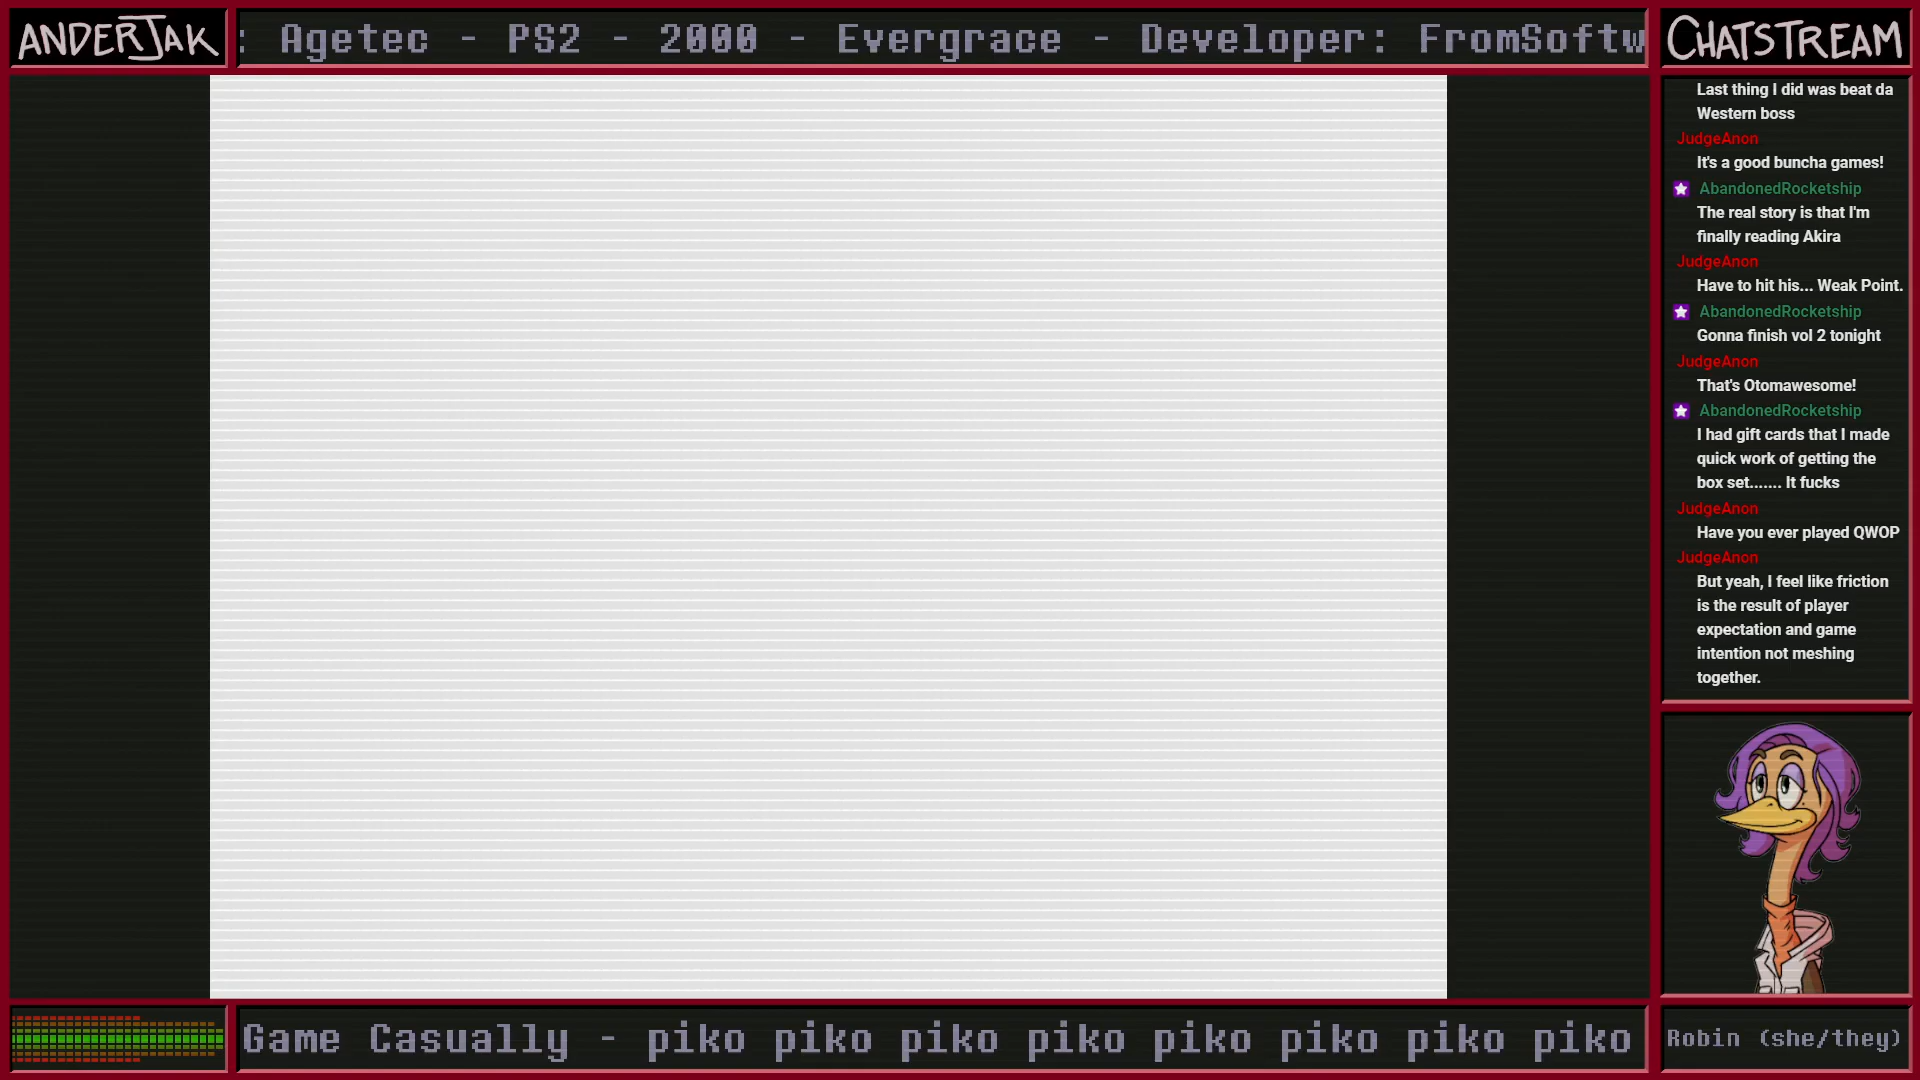 ANDERJAK
: Agetec - PS2 - 2000 - Evergrace - Developer: FromSoftw
CHATSTREAM
Last thing I did was beat da
Western boss
JudgeAnon
It's a good buncha games!
AbandonedRocketship
The real story is that I'm
finally reading Akira
JudgeAnon
Have to hit his... Weak Point.
AbandonedRocketship
Gonna finish vol 2 tonight
JudgeAnon
That's Otomawesome!
AbandonedRocketship
I had gift cards that I made
quick work of getting the
box set....... It fucks
JudgeAnon
Have you ever played QWOP
JudgeAnon
But yeah, I feel like friction
is the result of player
expectation and game
intention not meshing
together.
Game Casually - piko piko piko piko piko piko piko piko
Robin (she/they)